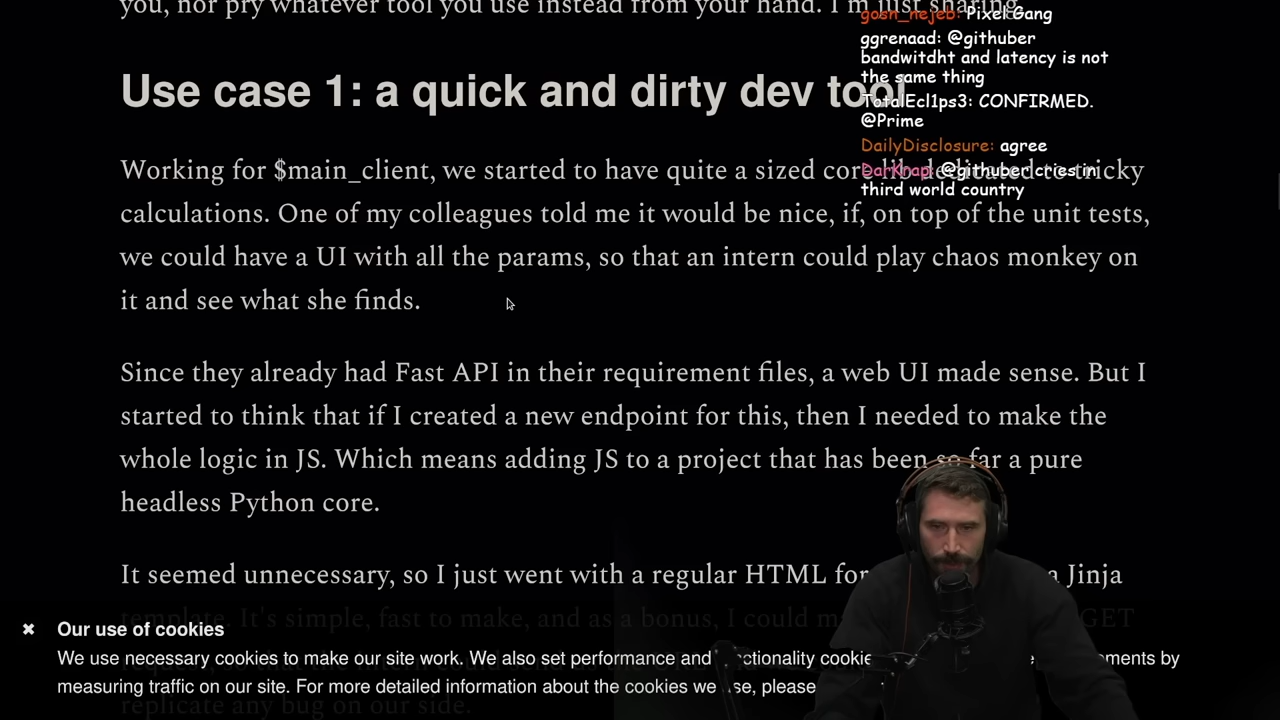 you, nor pry whatever tool you use instead from your hand. I'm just sharing.
gosh_nejeb: Pixel Gang
ggrenaad: @githuber
bandwitdht and latency is not
the same thing
TotalEcl1ps3: CONFIRMED.
@Prime
DailyDisclosure: agree
DarKnap: @githuber cries in
third world country
Use case 1: a quick and dirty dev tool
Working for $main_client, we started to have quite a sized core lib dedicated to tricky
calculations. One of my colleagues told me it would be nice, if, on top of the unit tests,
we could have a UI with all the params, so that an intern could play chaos monkey on
it and see what she finds.
Since they already had Fast API in their requirement files, a web UI made sense. But I
started to think that if I created a new endpoint for this, then I needed to make the
whole logic in JS. Which means adding JS to a project that has been so far a pure
headless Python core.
It seemed unnecessary, so I just went with a regular HTML for a Jinja
template. It's simple, fast to make, and as a bonus, I could m GET
✖ Our use of cookies
We use necessary cookies to make our site work. We also set performance and ctionality cookie ments by
measuring traffic on our site. For more detailed information about the cookies we se, please
replicate any bug on our side.